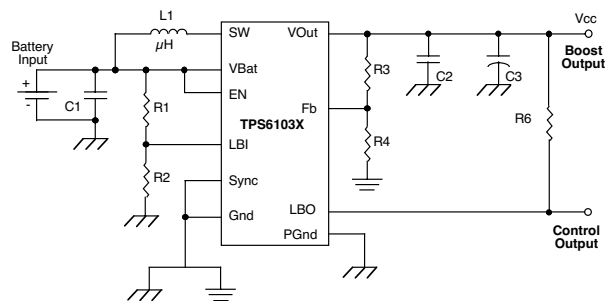 L1
µH
Battery
Input
+
-
C1
R1
R2
SW
VBat
EN
LBI
Sync
Gnd
TPS6103X
VOut
Fb
LBO
PGnd
R3
R4
C2
C3
R6
Vcc
Boost
Output
Control
Output